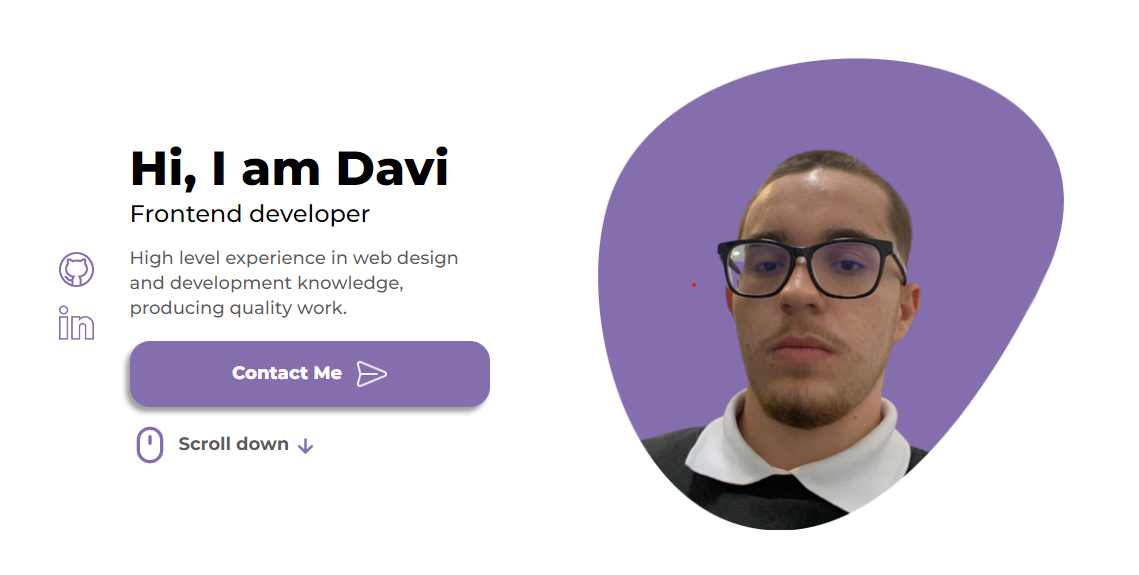 Hi, I am Davi
Frontend developer
High level experience in web design
and development knowledge,
producing quality work.
in
Contact Me
Scroll down